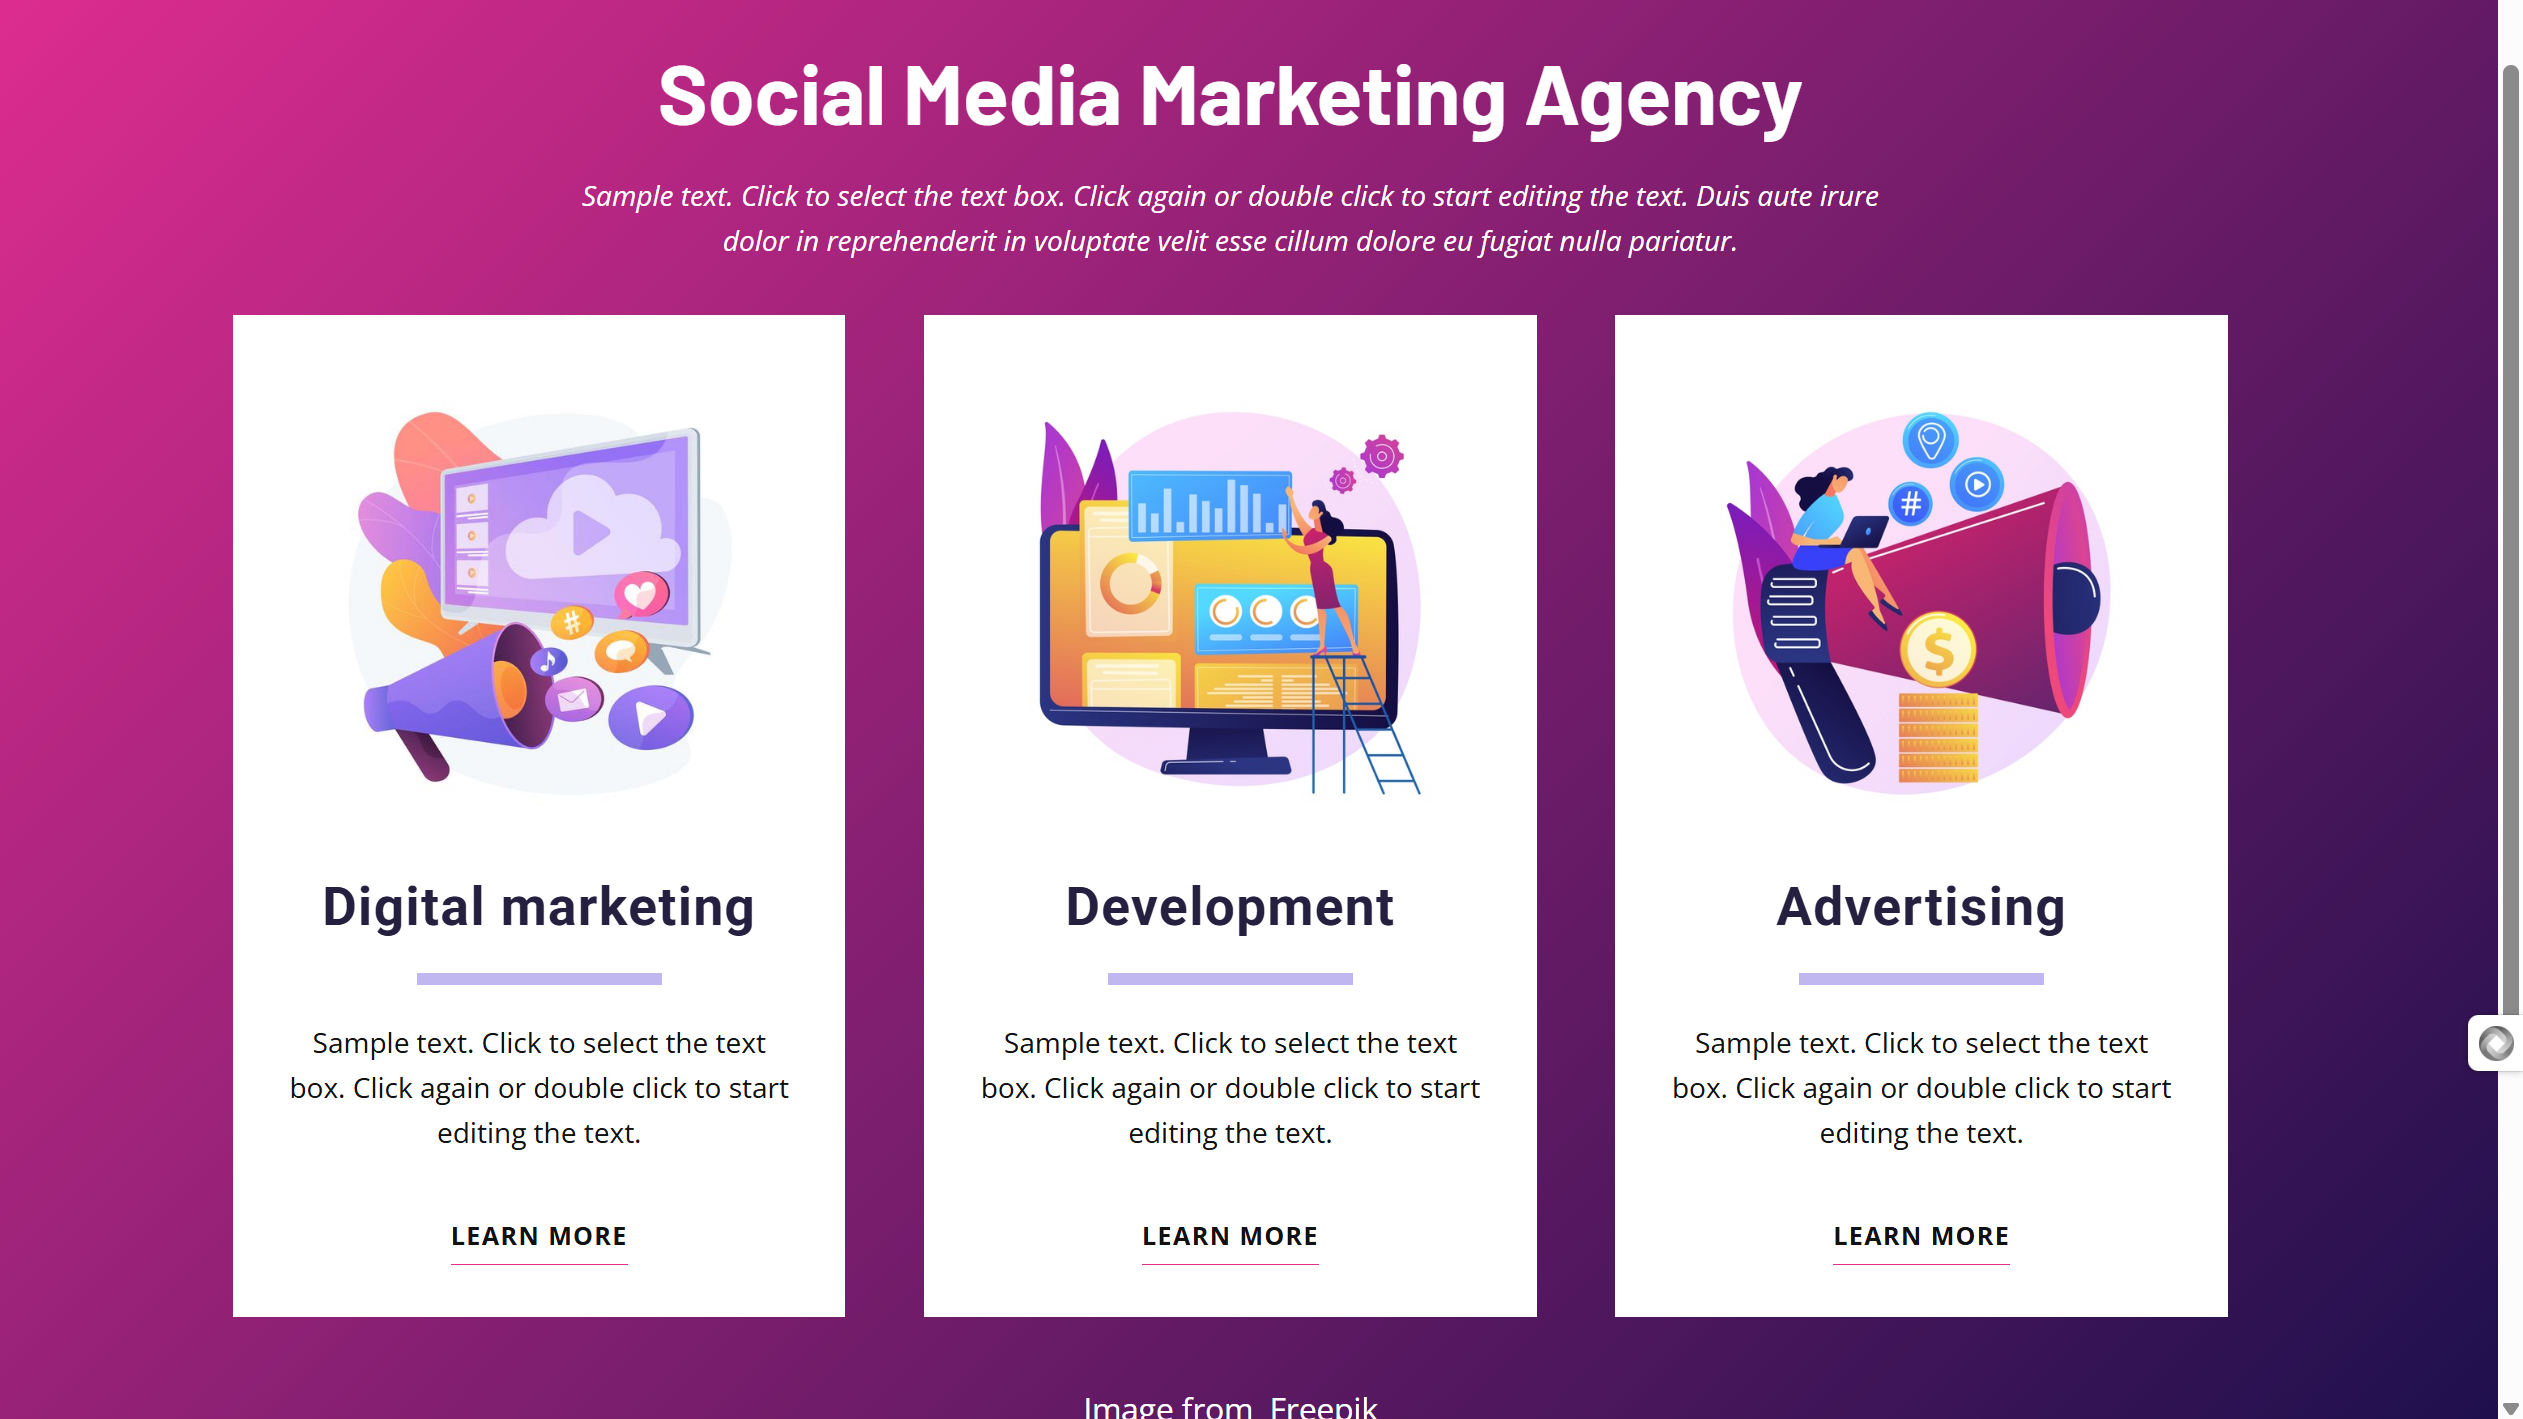 Social Media Marketing Agency
Sample text. Click to select the text box. Click again or double click to start editing the text. Duis aute irure
dolor in reprehenderit in voluptate velit esse cillum dolore eu fugiat nulla pariatur.
Digital marketing
Sample text. Click to select the text
box. Click again or double click to start
editing the text.
LEARN MORE
Development
Sample text. Click to select the text
box. Click again or double click to start
editing the text.
LEARN MORE
Advertising
Sample text. Click to select the text
box. Click again or double click to start
editing the text.
LEARN MORE
Image from Freepik